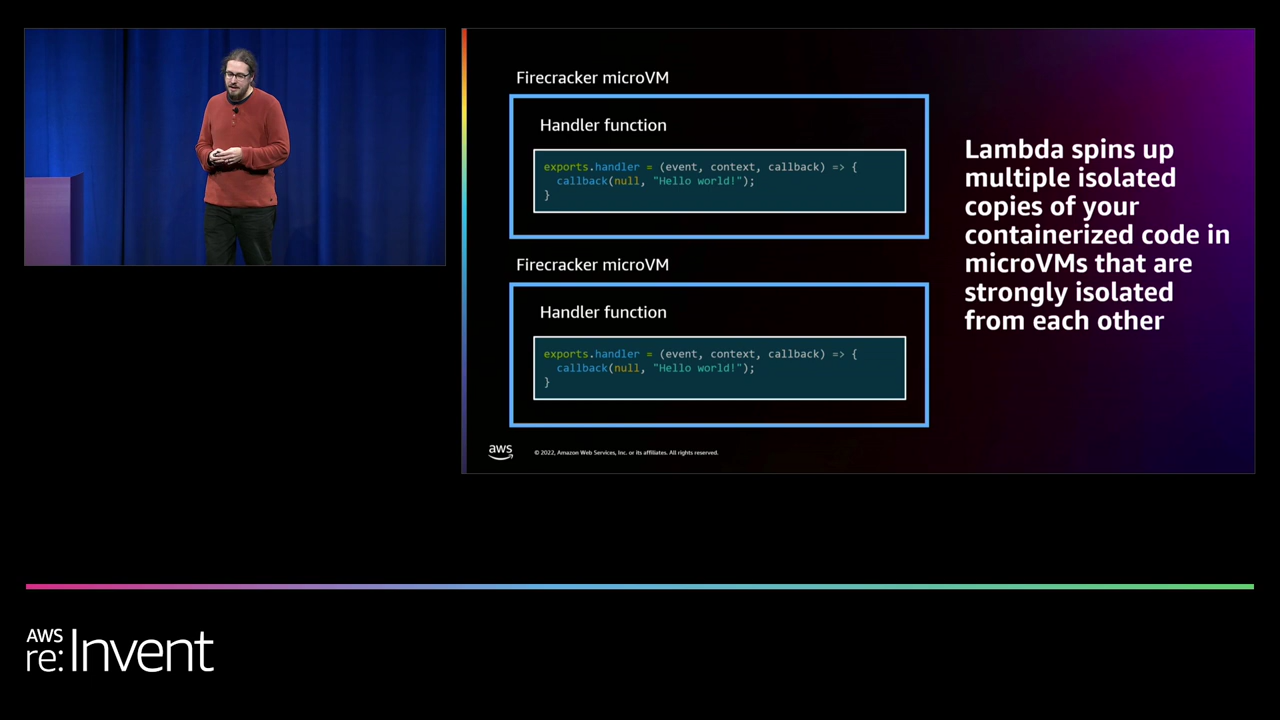 Firecracker microVM
Handler function
exports.handler = (event, context, callback) => {
  callback(null, "Hello world!");
}
Firecracker microVM
Handler function
exports.handler = (event, context, callback) => {
  callback(null, "Hello world!");
}
Lambda spins up
multiple isolated
copies of your
containerized code in
microVMs that are
strongly isolated
from each other
aws
© 2022, Amazon Web Services, Inc. or its affiliates. All rights reserved.
AWS
re:Invent